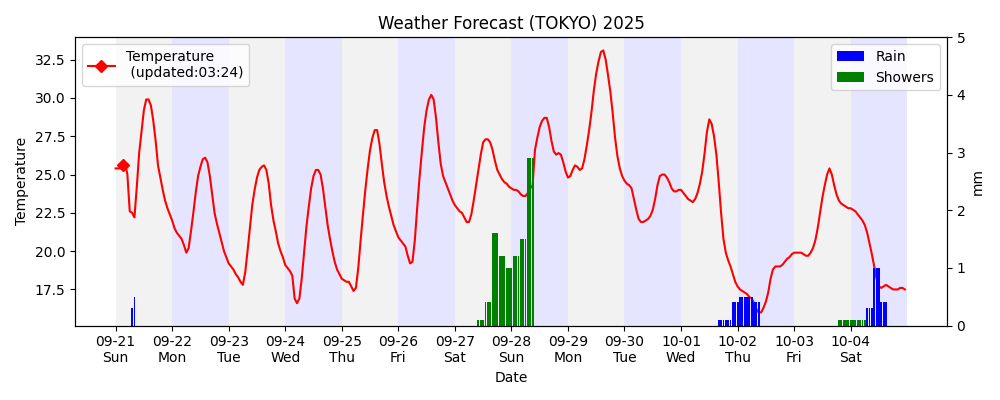 Weather Forecast (TOKYO) 2025
Temperature
(updated:03:24)
Rain
Showers
32.5
30.0
27.5
25.0
22.5
20.0
17.5
Temperature
5
4
3
2
1
0
mm
09-21 09-22 09-23 09-24 09-25 09-26 09-27 09-28 09-29 09-30 10-01 10-02 10-03 10-04
Sun Mon Tue Wed Thu Fri Sat Sun Mon Tue Wed Thu Fri Sat
Date